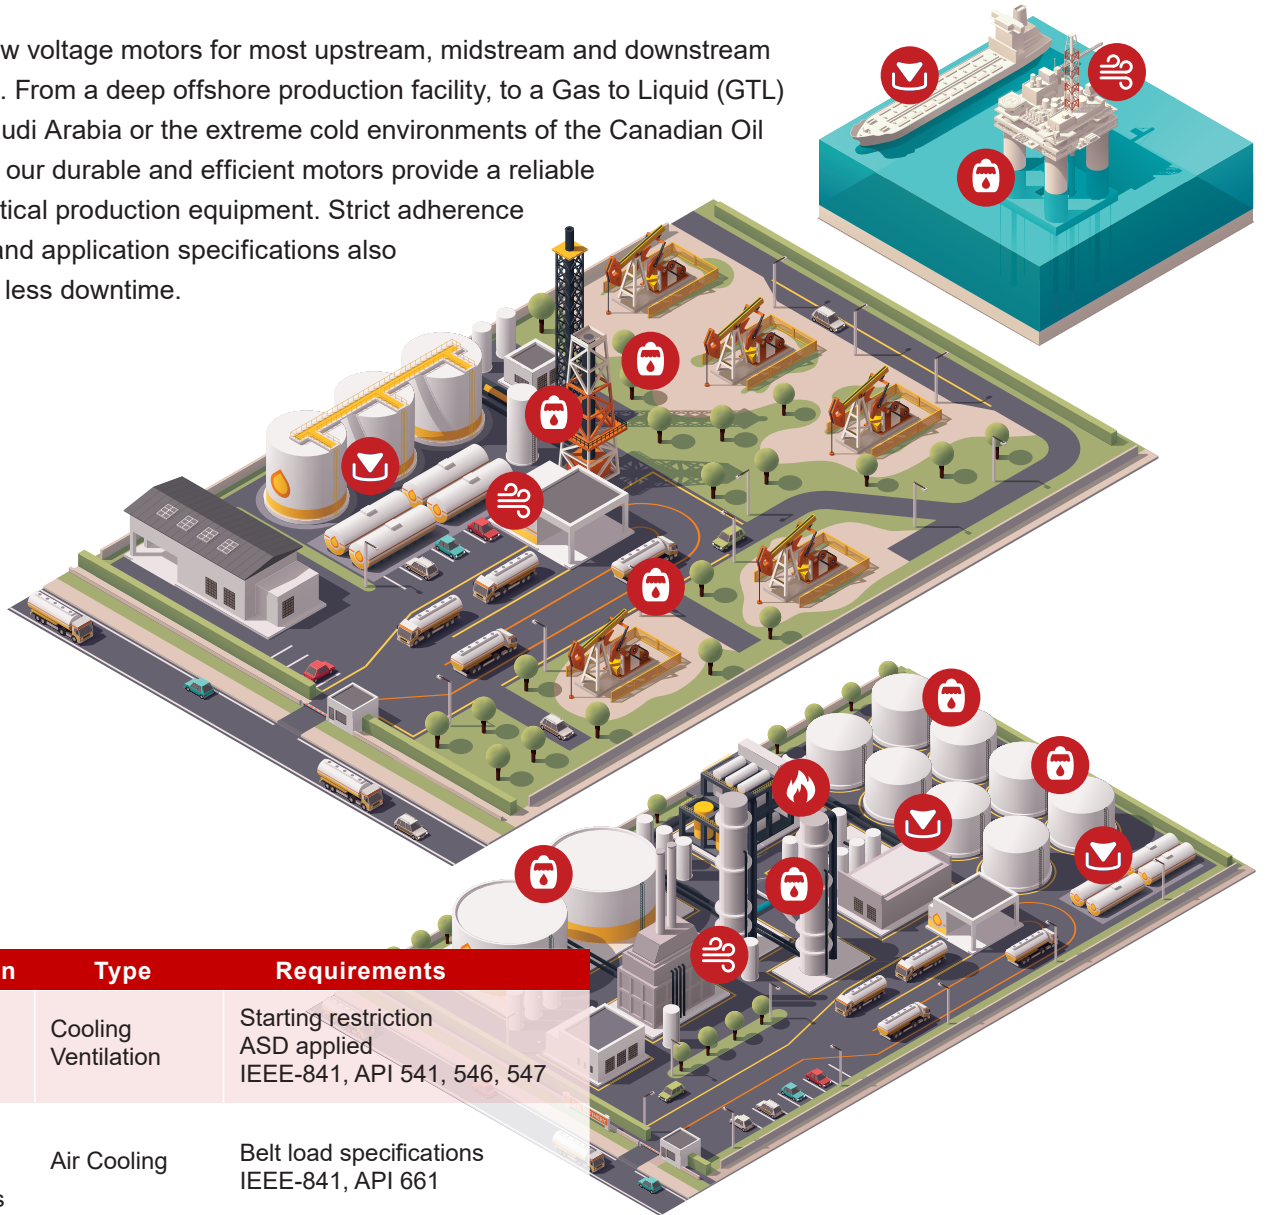 w voltage motors for most upstream, midstream and downstream
. From a deep offshore production facility, to a Gas to Liquid (GTL)
udi Arabia or the extreme cold environments of the Canadian Oil
our durable and efficient motors provide a reliable
tical production equipment. Strict adherence
and application specifications also
less downtime.
n Type Requirements
Cooling
Ventilation
Starting restriction
ASD applied
IEEE-841, API 541, 546, 547
Air Cooling
Belt load specifications
IEEE-841, API 661
s